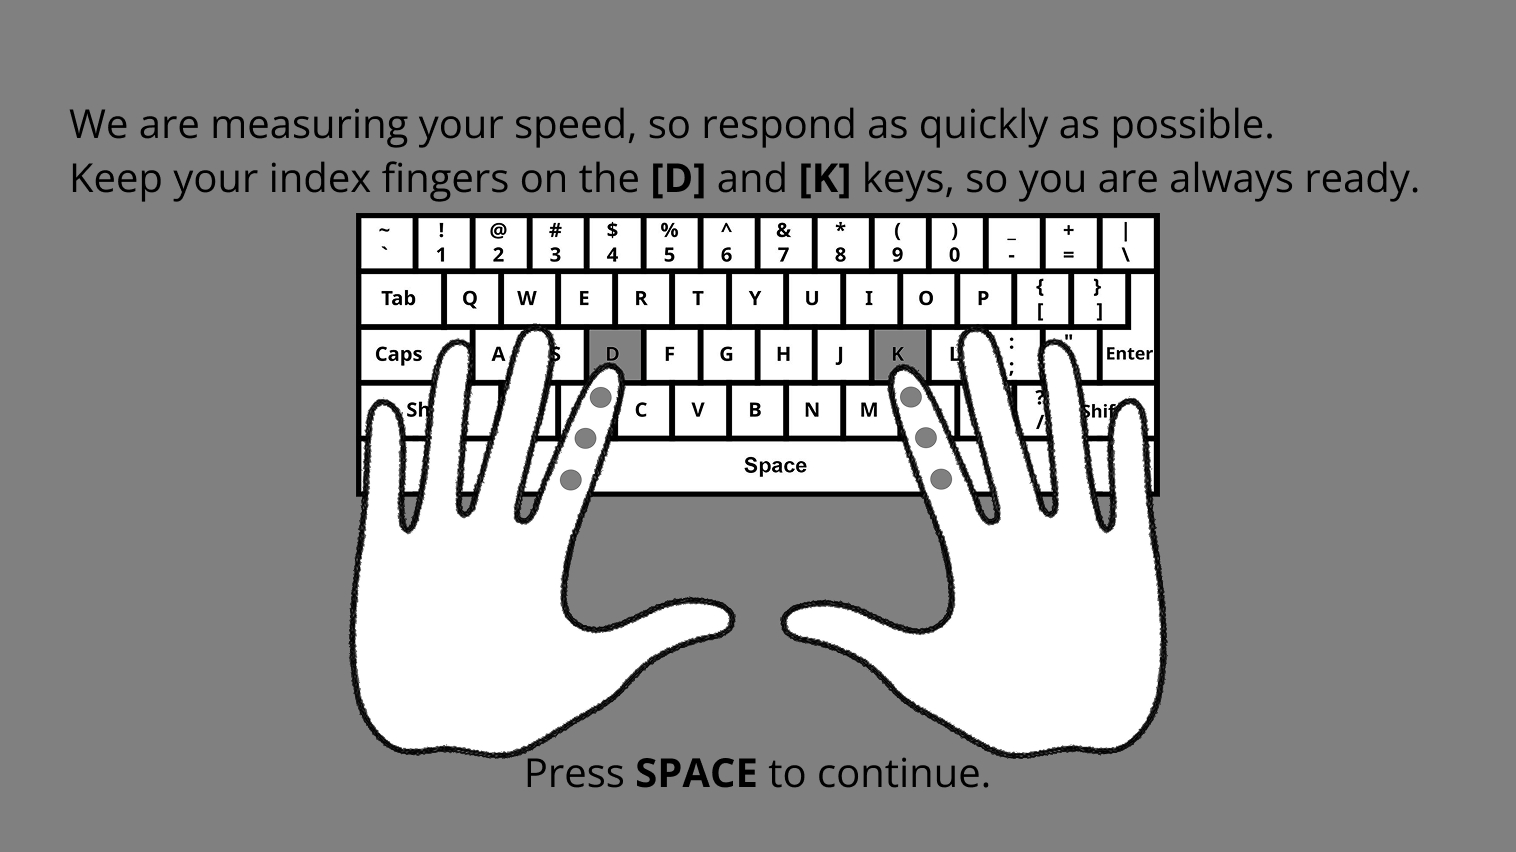 We are measuring your speed, so respond as quickly as possible.
Keep your index fingers on the [D] and [K] keys, so you are always ready.
~ ! @ # $ % ^ & * ( ) _ + |
` 1 2 3 4 5 6 7 8 9 0 - = \
Tab Q W E R T Y U I O P { [ } ]
Caps A S D F G H J K L : ; " Enter
Sh C V B N M ? / Shif
Space
Press SPACE to continue.